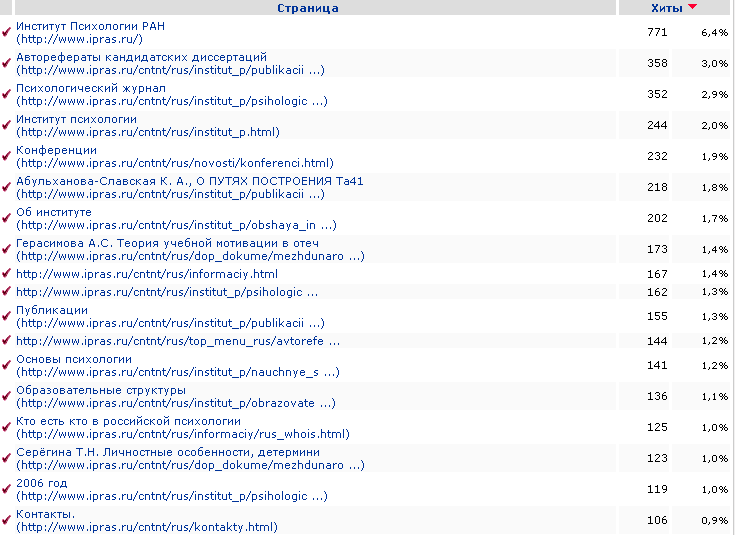 Страница Хиты
Институт Психологии РАН
(http://www.ipras.ru/) 771 6,4%
Авторефераты кандидатских диссертаций
(http://www.ipras.ru/cntnt/rus/institut_p/publikacii ...) 358 3,0%
Психологический журнал
(http://www.ipras.ru/cntnt/rus/institut_p/psihologic ...) 352 2,9%
Институт психологии
(http://www.ipras.ru/cntnt/rus/institut_p.html) 244 2,0%
Конференции
(http://www.ipras.ru/cntnt/rus/novosti/konferenci.html) 232 1,9%
Абульханова-Славская К. А., О ПУТЯХ ПОСТРОЕНИЯ Та41
(http://www.ipras.ru/cntnt/rus/institut_p/publikacii ...) 218 1,8%
Об институте
(http://www.ipras.ru/cntnt/rus/institut_p/obshaya_in ...) 202 1,7%
Герасимова А.С. Теория учебной мотивации в отеч
(http://www.ipras.ru/cntnt/rus/dop_dokume/mezhdunaro ...) 173 1,4%
http://www.ipras.ru/cntnt/rus/informaciy.html 167 1,4%
http://www.ipras.ru/cntnt/rus/institut_p/psihologic ... 162 1,3%
Публикации
(http://www.ipras.ru/cntnt/rus/institut_p/publikacii ...) 155 1,3%
http://www.ipras.ru/cntnt/rus/top_menu_rus/avtorefe ... 144 1,2%
Основы психологии
(http://www.ipras.ru/cntnt/rus/institut_p/nauchnye_s ...) 141 1,2%
Образовательные структуры
(http://www.ipras.ru/cntnt/rus/institut_p/obrazovate ...) 136 1,1%
Кто есть кто в российской психологии
(http://www.ipras.ru/cntnt/rus/informaciy/rus_whois.html) 125 1,0%
Серёгина Т.Н. Личностные особенности, детермини
(http://www.ipras.ru/cntnt/rus/dop_dokume/mezhdunaro ...) 123 1,0%
2006 год
(http://www.ipras.ru/cntnt/rus/institut_p/psihologic ...) 119 1,0%
Контакты.
(http://www.ipras.ru/cntnt/rus/kontakty.html) 106 0,9%